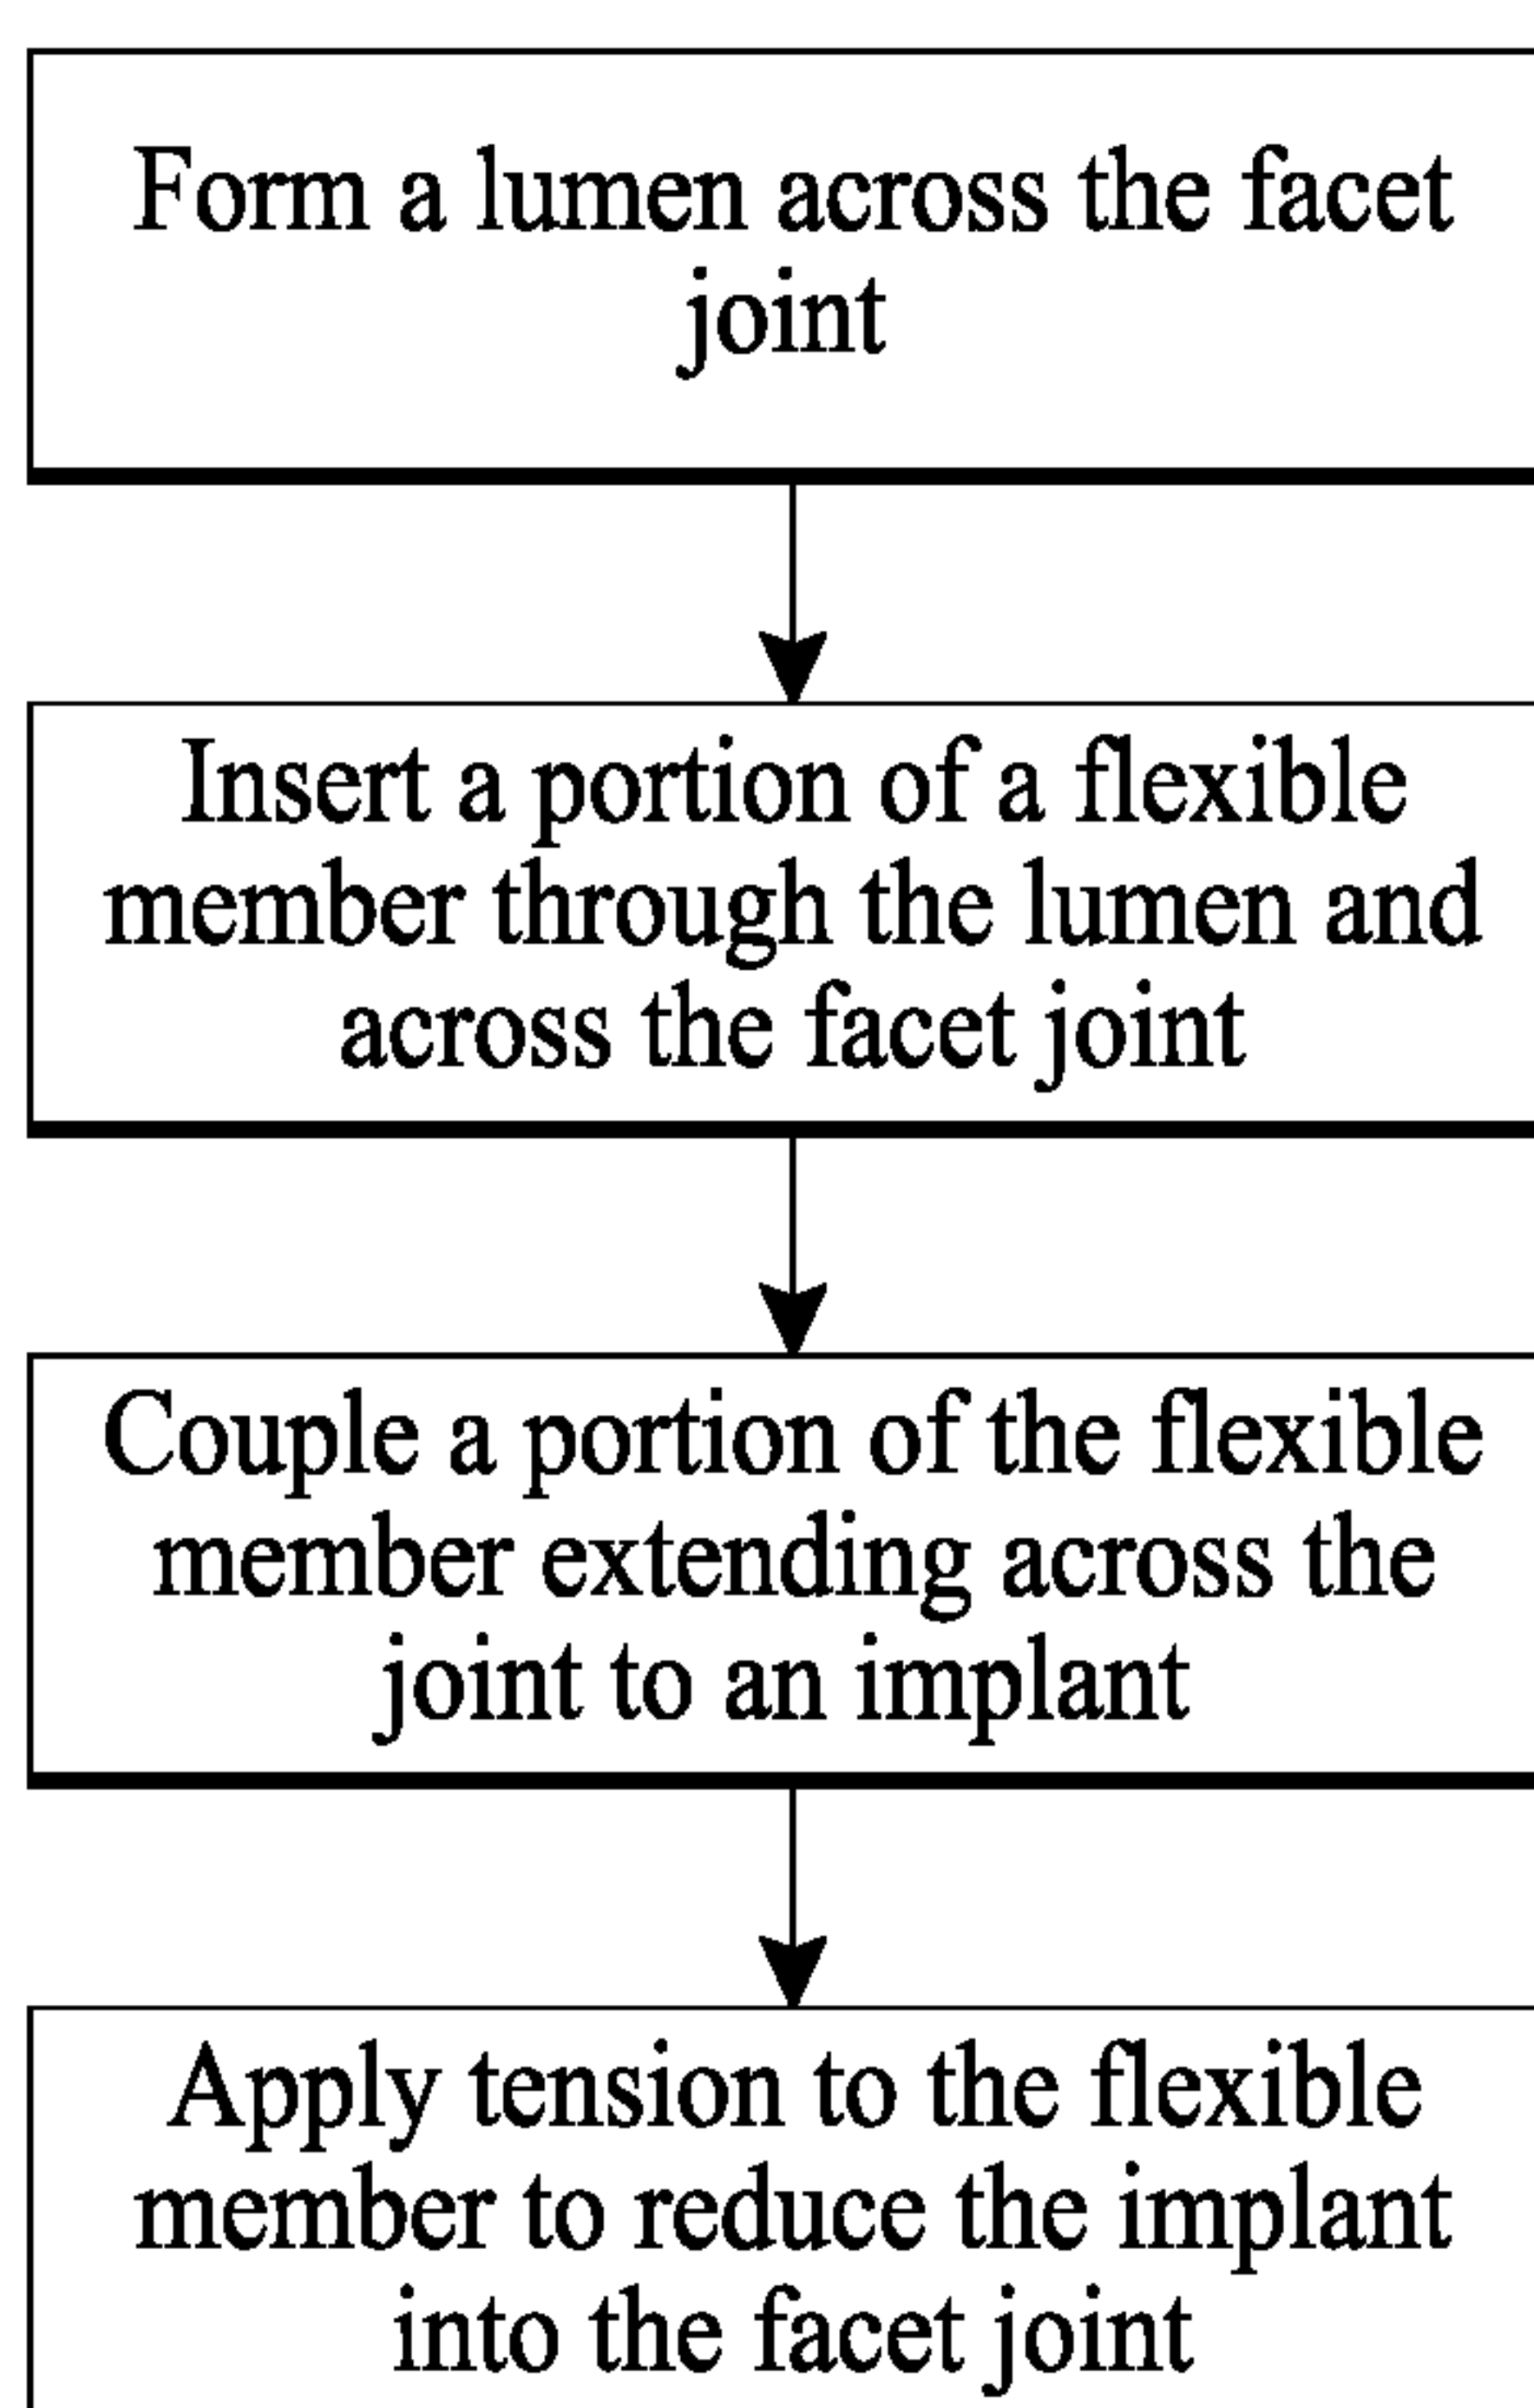 Form a lumen across the facet
joint
Insert a portion of a flexible
member through the lumen and
across the facet joint
Couple a portion of the flexible
member extending across the
joint to an implant
Apply tension to the flexible
member to reduce the implant
into the facet joint